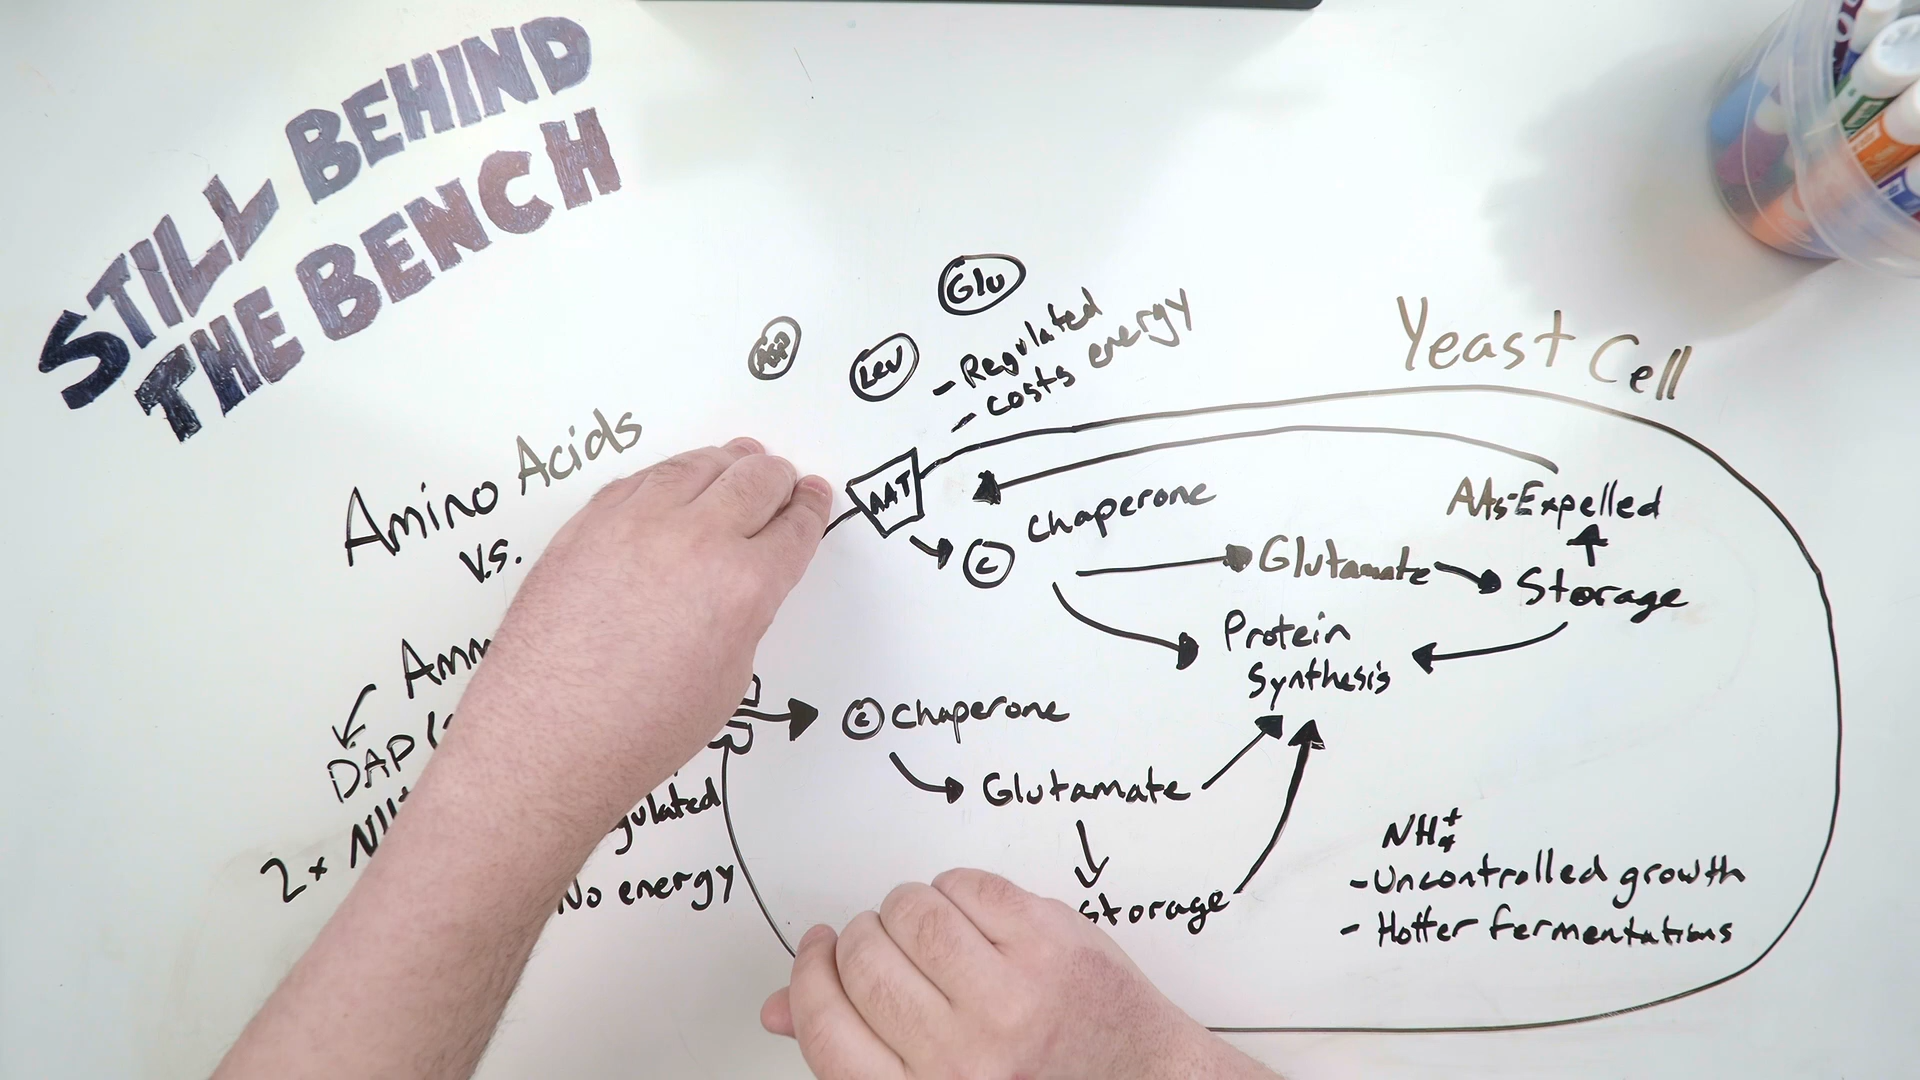 STILL BEHIND
THE BENCH
Amino Acids
v.s.
DAP
2x
No energy
Asp
Leu
Glu
- Regulated
- costs energy
Yeast Cell
AAT
c
chaperone
Glutamate
Storage
AAs-Expelled
Protein
Synthesis
c chaperone
Glutamate
Storage
NH₄⁺
-Uncontrolled growth
- Hotter fermentations